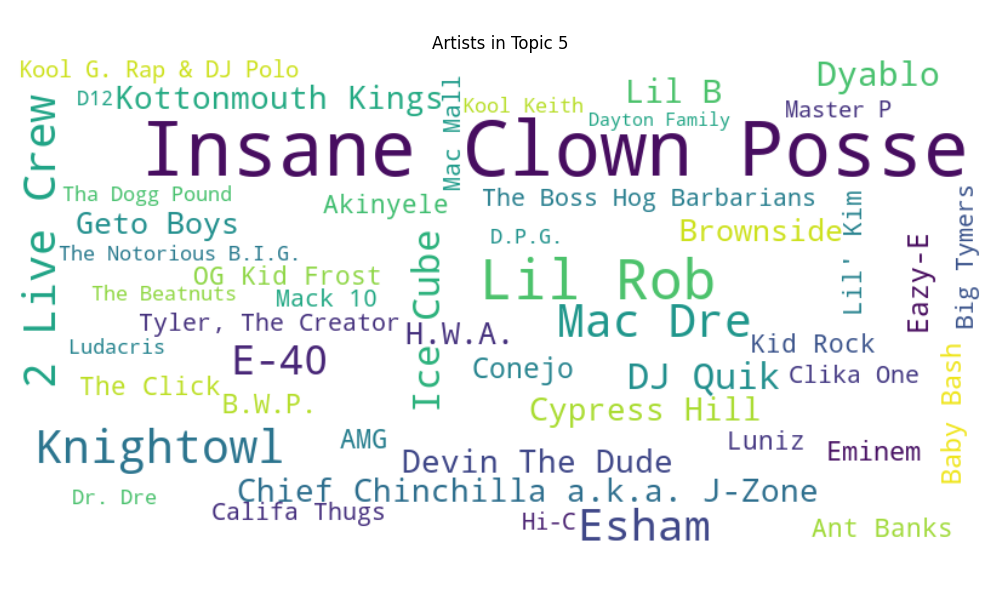 Artists in Topic 5
Kool G. Rap & DJ Polo
Dyablo
D12
Kottonmouth Kings
Mac Mall
Kool Keith
Lil B
Master P
Dayton Family
2 Live Crew
Insane Clown Posse
Tha Dogg Pound
Akinyele
The Boss Hog Barbarians
Lil' Kim
Big Tymers
Geto Boys
D.P.G.
Brownside
Eazy-E
The Notorious B.I.G.
OG Kid Frost
Ice Cube
Lil Rob
The Beatnuts
Mack 10
Tyler, The Creator
H.W.A.
Mac Dre
Ludacris
E-40
Kid Rock
The Click
Conejo
DJ Quik
Clika One
Baby Bash
B.W.P.
Cypress Hill
Knightowl
AMG
Luniz
Eminem
Devin The Dude
Dr. Dre
Chief Chinchilla a.k.a. J-Zone
Califa Thugs
Hi-C
Esham
Ant Banks